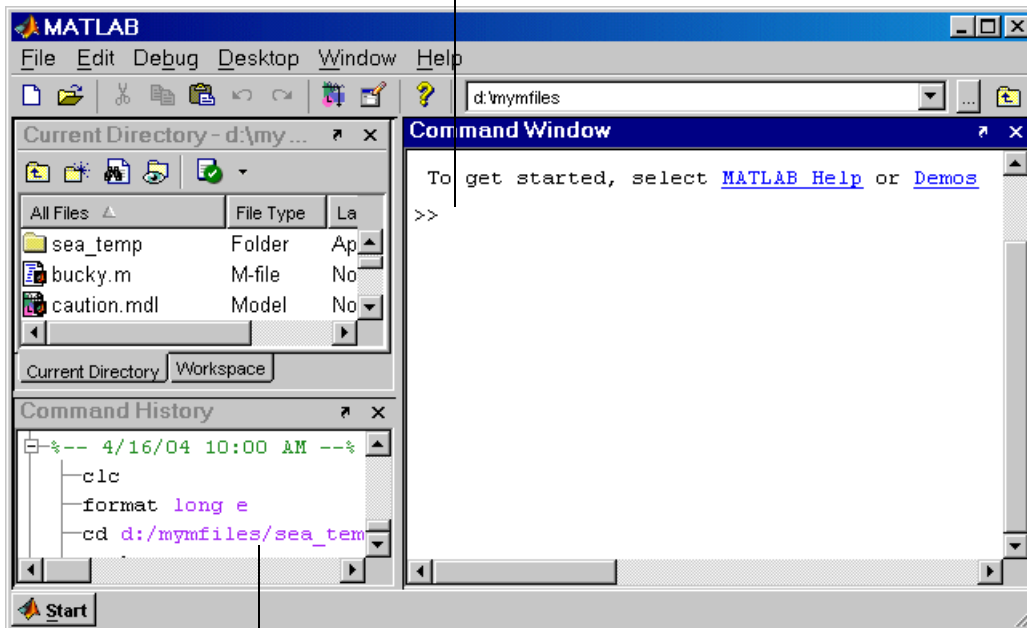 MATLAB
File Edit Debug Desktop Window Help
d:\mymfiles ...
Current Directory - d:\my ...
All Files File Type La
sea_temp Folder Ap
bucky.m M-file No
caution.mdl Model No
Current Directory Workspace
Command History
%-- 4/16/04 10:00 AM --%
clc
format long e
cd d:/mymfiles/sea_tem
Command Window
To get started, select MATLAB Help or Demos
>>
Start